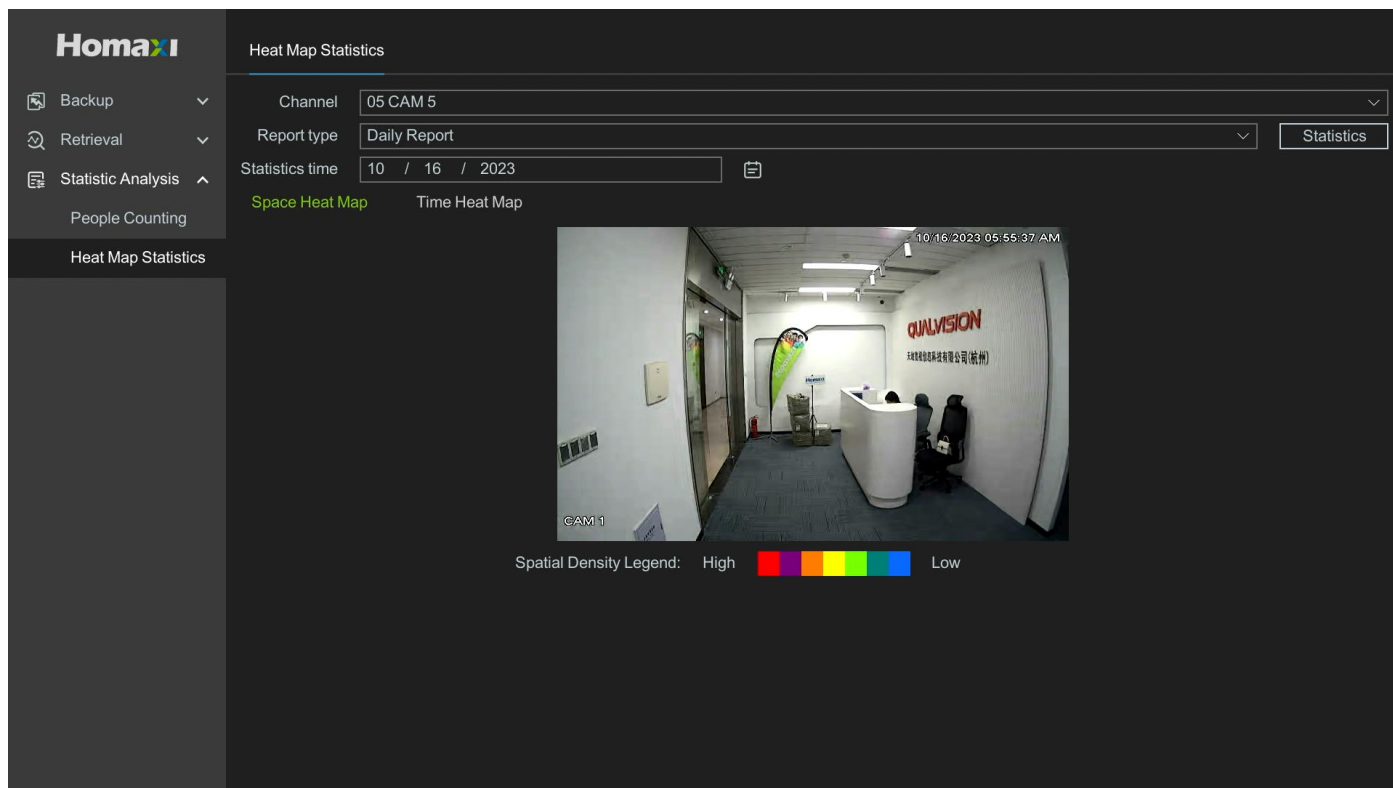 Homaxi
Backup
Retrieval
Statistic Analysis
People Counting
Heat Map Statistics
Heat Map Statistics
Channel 05 CAM 5
Report type Daily Report Statistics
Statistics time 10 / 16 / 2023
Space Heat Map Time Heat Map
10/16/2023 05:55:37 AM
QUALVISION
Homaxi
CAM 1
Spatial Density Legend: High Low